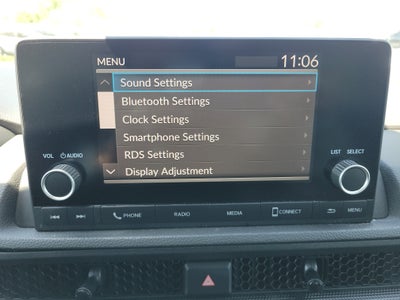 MENU 11:06
Sound Settings
Bluetooth Settings
Clock Settings
Smartphone Settings
RDS Settings
Display Adjustment
VOL AUDIO
LIST SELECT
PHONE RADIO MEDIA CONNECT MENU